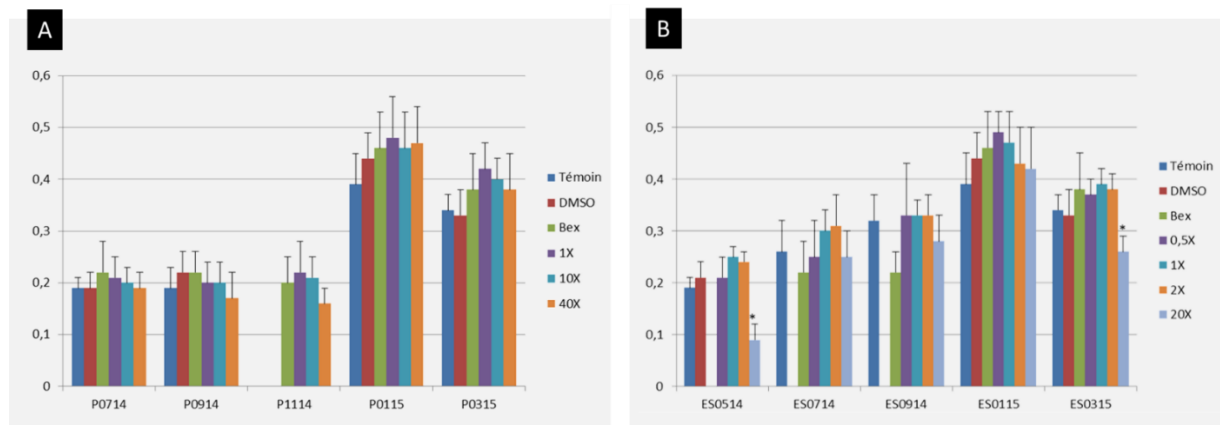 A
0,6
0,5
0,4
0,3
0,2
0,1
0
P0714 P0914 P1114 P0115 P0315
Témoin
DMSO
Bex
1X
10X
40X
B
0,6
0,5
0,4
0,3
0,2
0,1
0
* *
ES0514 ES0714 ES0914 ES0115 ES0315
Témoin
DMSO
Bex
0,5X
1X
2X
20X